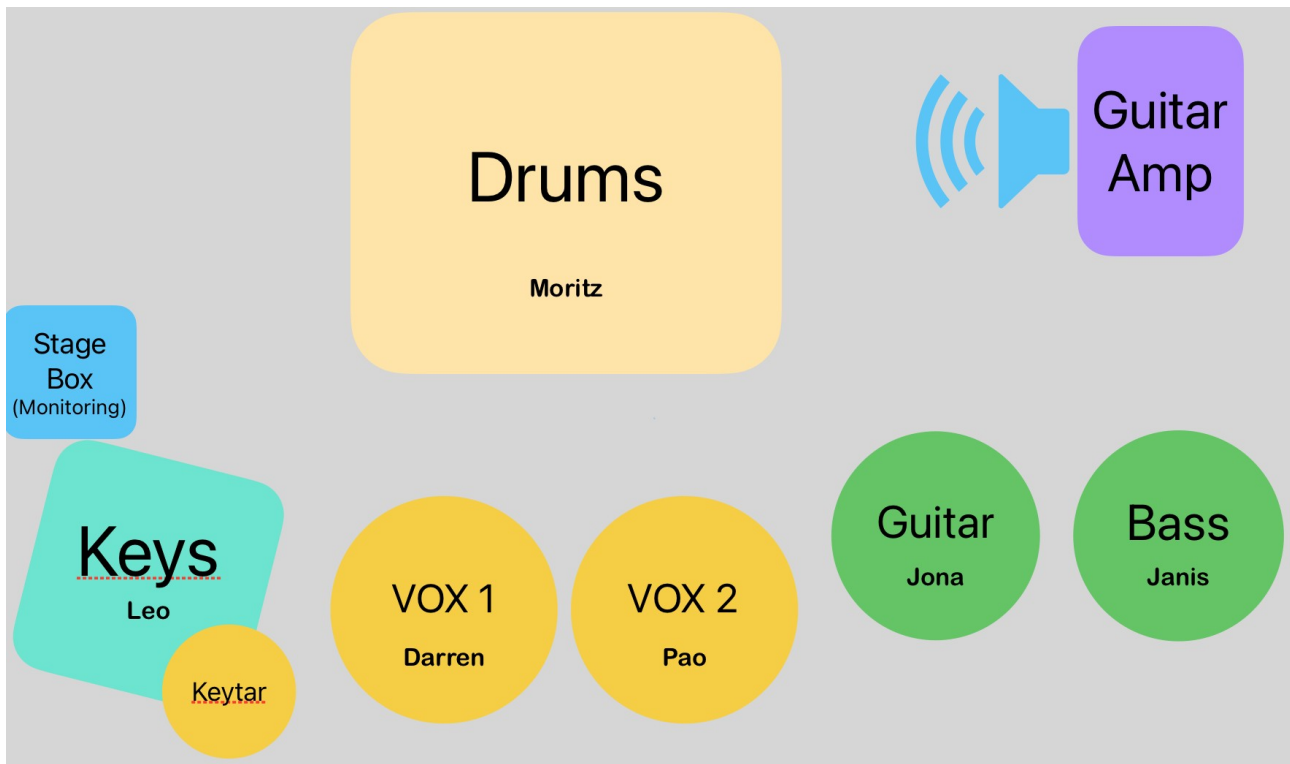 Drums
Moritz
Guitar
Amp
Stage
Box
(Monitoring)
Keys
Leo
Keytar
VOX 1
Darren
VOX 2
Pao
Guitar
Jona
Bass
Janis